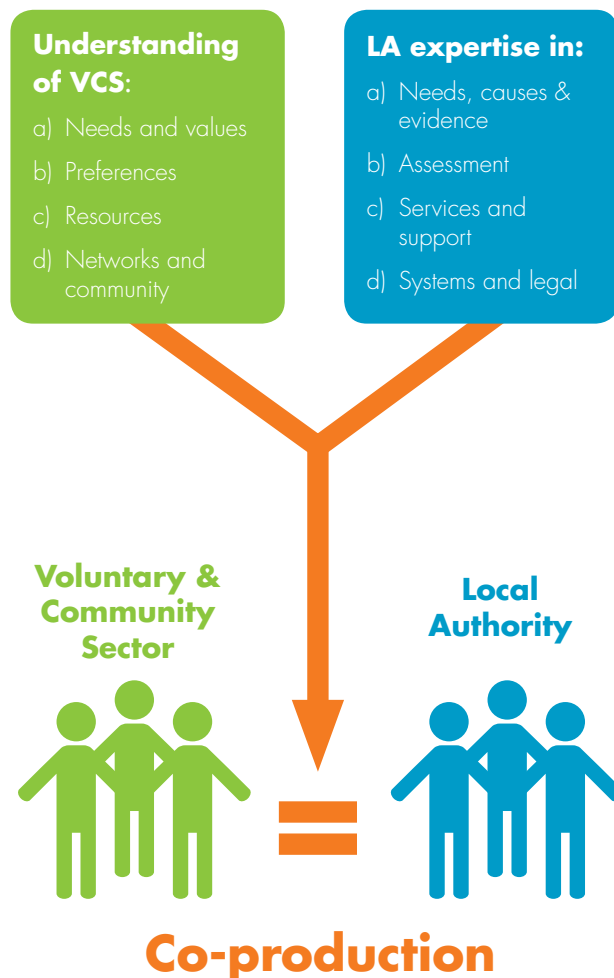 Understanding
of VCS:
a) Needs and values
b) Preferences
c) Resources
d) Networks and
community
LA expertise in:
a) Needs, causes &
evidence
b) Assessment
c) Services and
support
d) Systems and legal
Voluntary &
Community
Sector
Local
Authority
=
Co-production